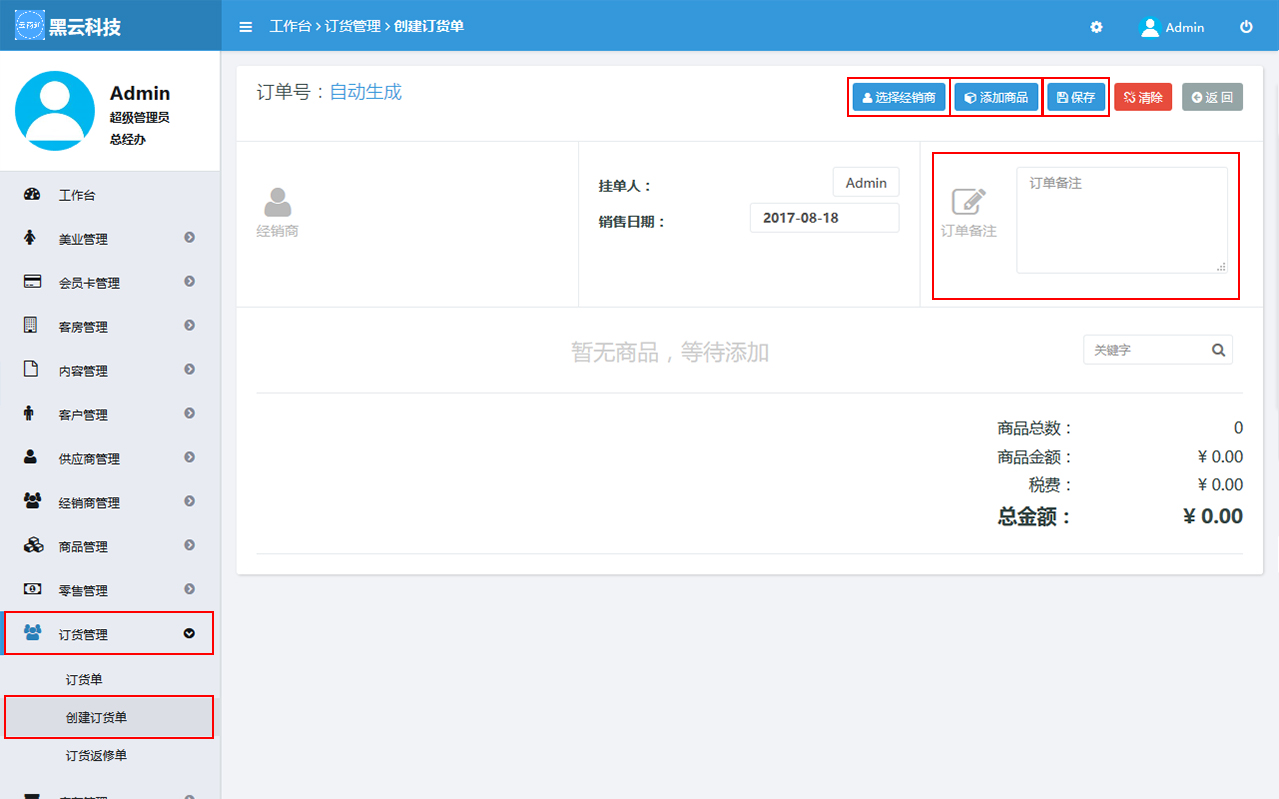 黑云科技
工作台 > 订货管理 > 创建订货单
Admin
Admin
超级管理员
总经办
工作台
美业管理
会员卡管理
客房管理
内容管理
客户管理
供应商管理
经销商管理
商品管理
零售管理
订货管理
订货单
创建订货单
订货返修单
订单号：自动生成
选择经销商
添加商品
保存
清除
返 回
经销商
挂单人： Admin
销售日期： 2017-08-18
订单备注
订单备注
暂无商品，等待添加
关键字
商品总数： 0
商品金额： ¥ 0.00
税费： ¥ 0.00
总金额： ¥ 0.00